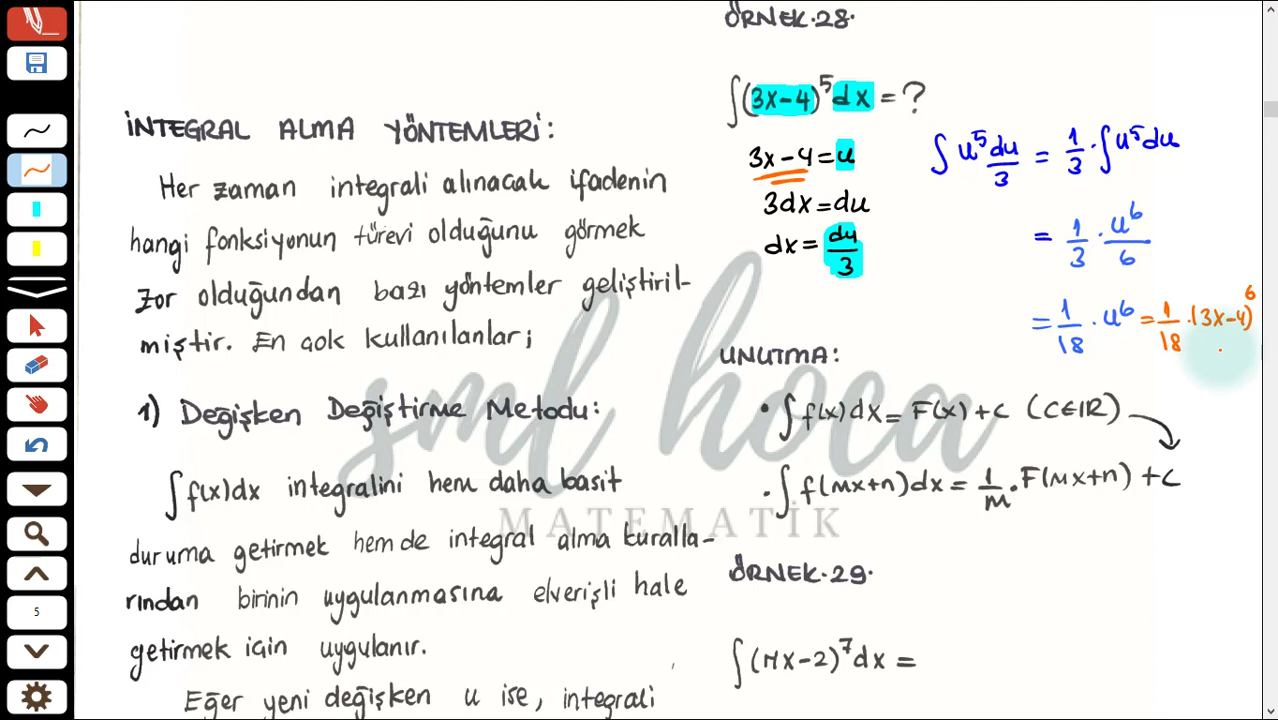 İNTEGRAL ALMA YÖNTEMLERİ:
Her zaman integrali alınacak ifadenin
hangi fonksiyonun türevi olduğunu görmek
zor olduğundan bazı yöntemler geliştiril-
miştir. En çok kullanılanlar;
1) Değişken Değiştirme Metodu:
∫f(x)dx integralini hem daha basit
duruma getirmek hem de integral alma kuralla-
rından birinin uygulanmasına elverişli hale
getirmek için uygulanır.
Eğer yeni değişken u ise, integrali
ÖRNEK.28.
∫(3x-4)⁵dx = ?
3x-4=u
3dx=du
dx = du/3
∫u⁵ du/3 = 1/3 · ∫u⁵du
= 1/3 · u⁶/6
= 1/18 · u⁶ = 1/18 · (3x-4)⁶
UNUTMA:
• ∫f(x)dx = F(x) + c (c∈IR)
• ∫f(mx+n)dx = 1/m · F(mx+n) + c
ÖRNEK.29.
∫(πx-2)⁷dx =
sml hoca
MATEMATİK
5